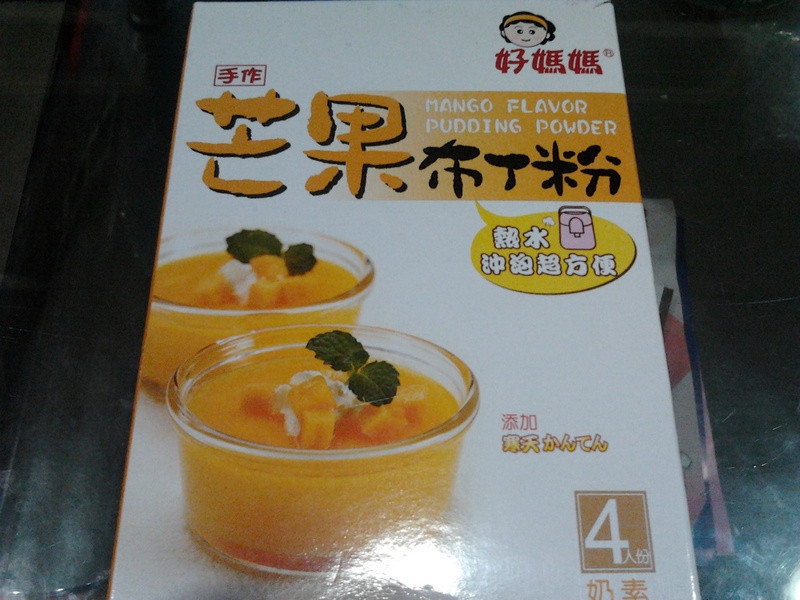 好媽媽®
手作
芒果布丁粉
MANGO FLAVOR
PUDDING POWDER
熱水
沖泡超方便
添加
寒天かんてん
4人份
奶素